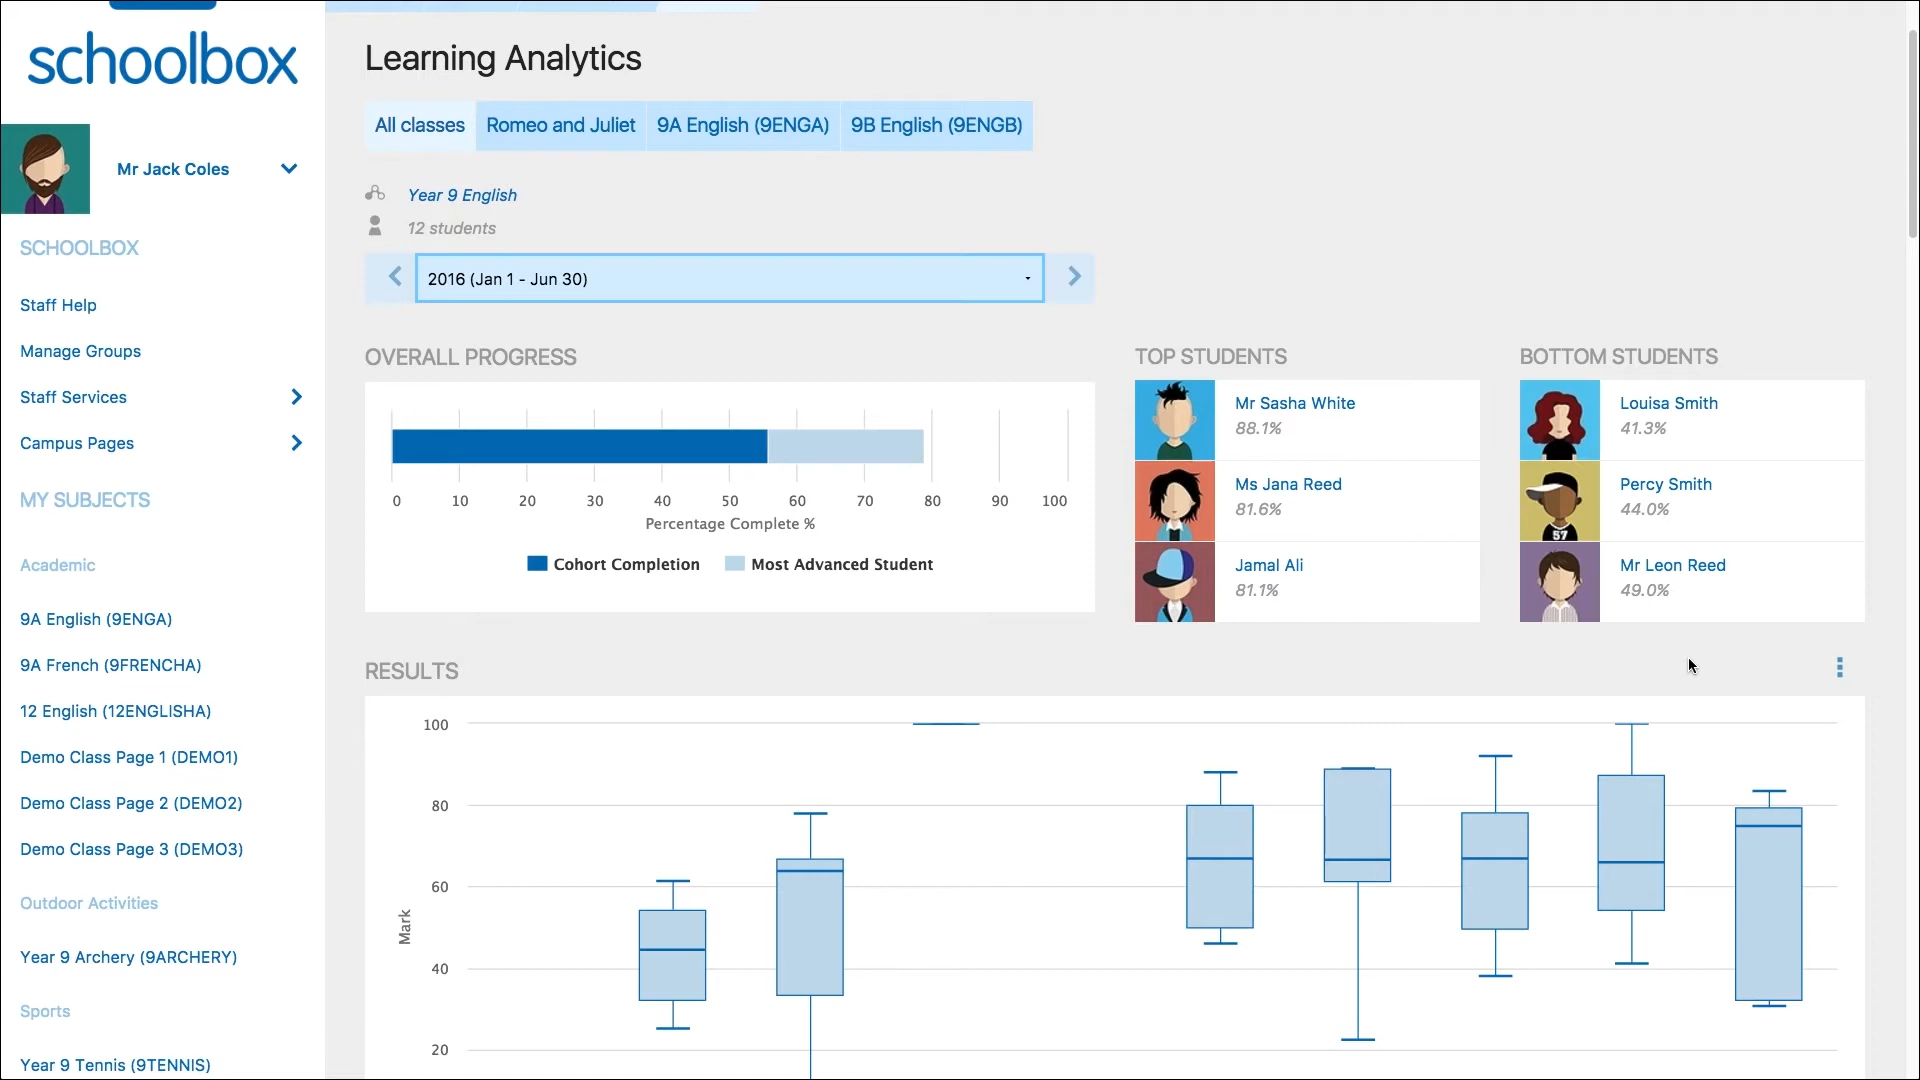 schoolbox
Mr Jack Coles
SCHOOLBOX
Staff Help
Manage Groups
Staff Services
Campus Pages
MY SUBJECTS
Academic
9A English (9ENGA)
9A French (9FRENCHA)
12 English (12ENGLISHA)
Demo Class Page 1 (DEMO1)
Demo Class Page 2 (DEMO2)
Demo Class Page 3 (DEMO3)
Outdoor Activities
Year 9 Archery (9ARCHERY)
Sports
Year 9 Tennis (9TENNIS)
Learning Analytics
All classes Romeo and Juliet 9A English (9ENGA) 9B English (9ENGB)
Year 9 English
12 students
2016 (Jan 1 - Jun 30)
OVERALL PROGRESS
0 10 20 30 40 50 60 70 80 90 100
Percentage Complete %
Cohort Completion Most Advanced Student
TOP STUDENTS
Mr Sasha White
88.1%
Ms Jana Reed
81.6%
Jamal Ali
81.1%
BOTTOM STUDENTS
Louisa Smith
41.3%
57
Percy Smith
44.0%
Mr Leon Reed
49.0%
RESULTS
Mark
100
80
60
40
20